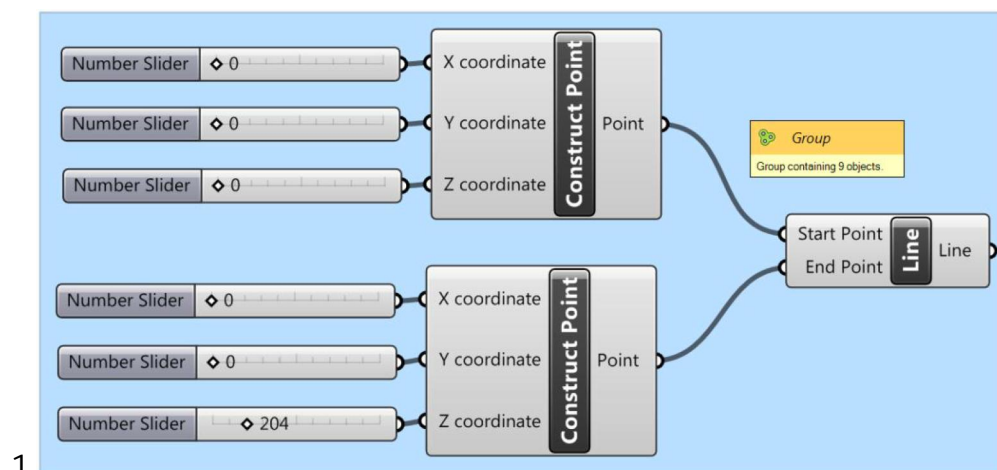 Number Slider 0
Number Slider 0
Number Slider 0
X coordinate
Y coordinate
Z coordinate
Construct Point
Point
Group
Group containing 9 objects.
Start Point
End Point
Line
Line
Number Slider 0
Number Slider 0
Number Slider 204
X coordinate
Y coordinate
Z coordinate
Construct Point
Point
1